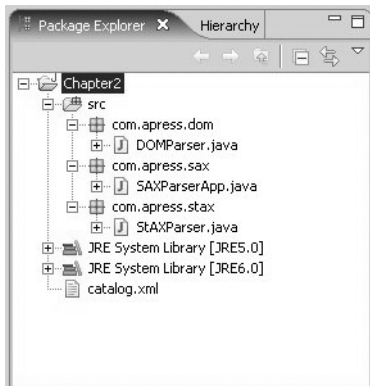 Package Explorer Hierarchy
Chapter2
src
com.apress.dom
DOMParser.java
com.apress.sax
SAXParserApp.java
com.apress.stax
StAXParser.java
JRE System Library [JRE5.0]
JRE System Library [JRE6.0]
catalog.xml